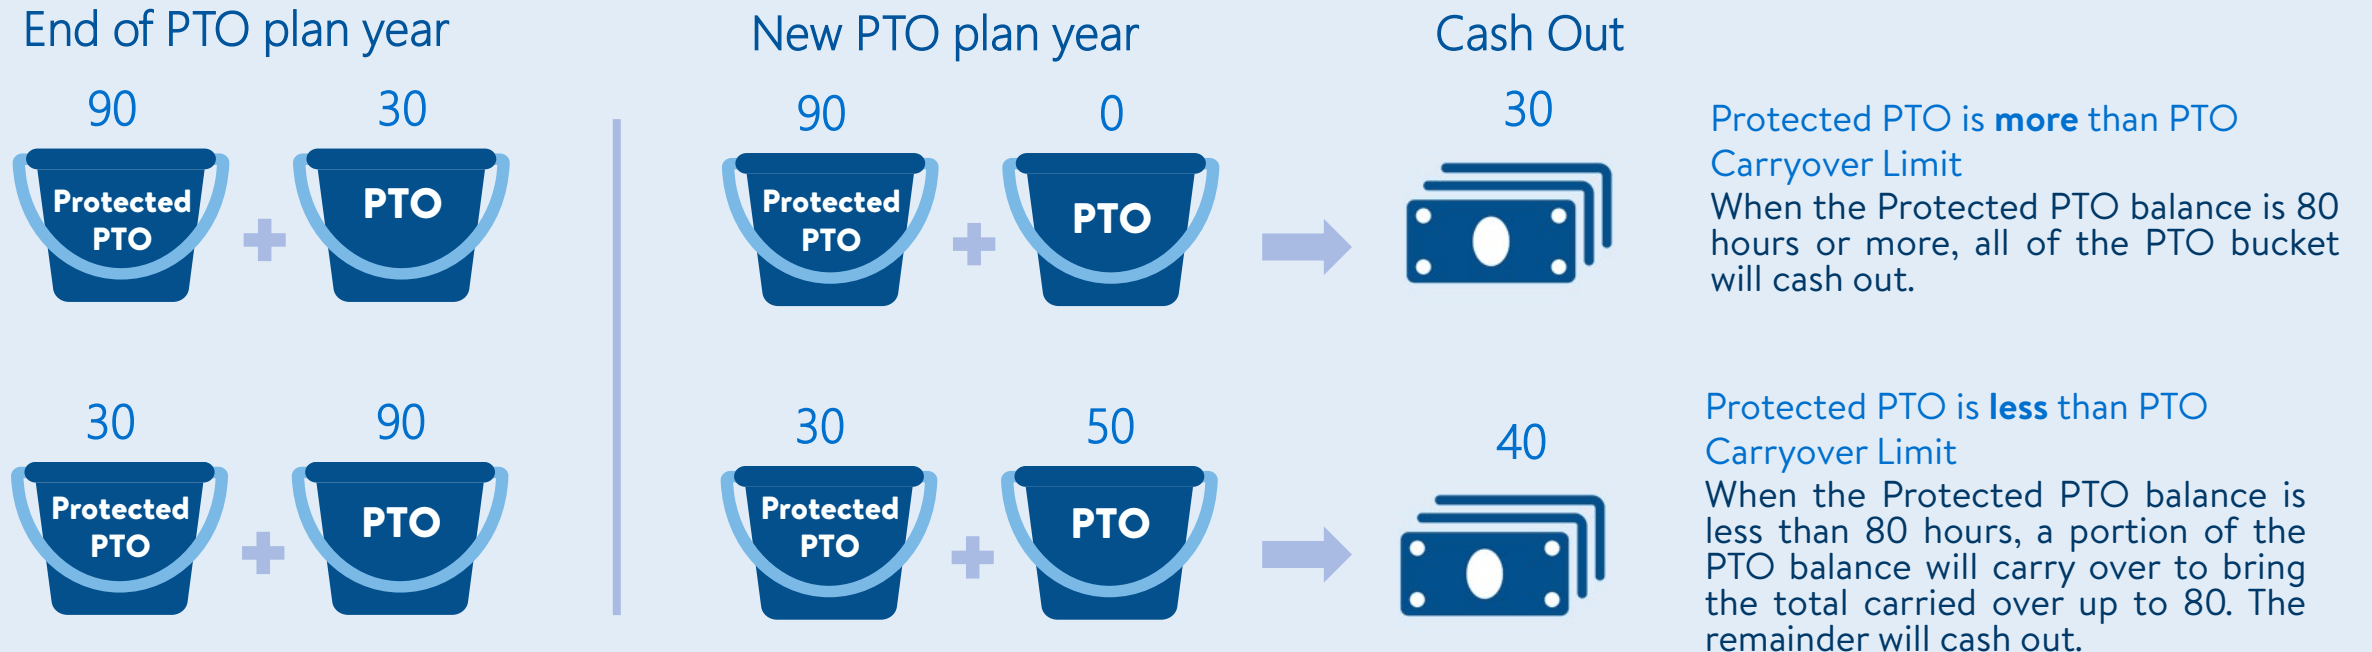 End of PTO plan year
New PTO plan year
Cash Out
90
30
90
0
30
Protected
PTO
PTO
Protected
PTO
PTO
Protected PTO is more than PTO
Carryover Limit
When the Protected PTO balance is 80
hours or more, all of the PTO bucket
will cash out.
30
90
30
50
40
Protected
PTO
PTO
Protected
PTO
PTO
Protected PTO is less than PTO
Carryover Limit
When the Protected PTO balance is
less than 80 hours, a portion of the
PTO balance will carry over to bring
the total carried over up to 80. The
remainder will cash out.